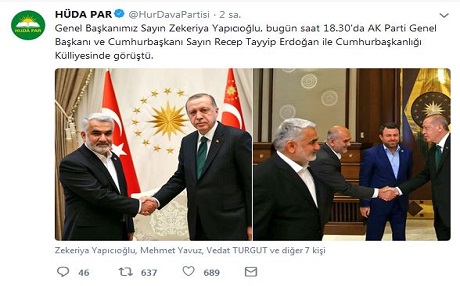 HÜDA PAR
HÜDA PAR @HurDavaPartisi · 2 sa.
Genel Başkanımız Sayın Zekeriya Yapıcıoğlu, bugün saat 18.30'da AK Parti Genel
Başkanı ve Cumhurbaşkanı Sayın Recep Tayyip Erdoğan ile Cumhurbaşkanlığı
Külliyesinde görüştü.
Zekeriya Yapıcıoğlu, Mehmet Yavuz, Vedat TURGUT ve diğer 7 kişi
46 637 689